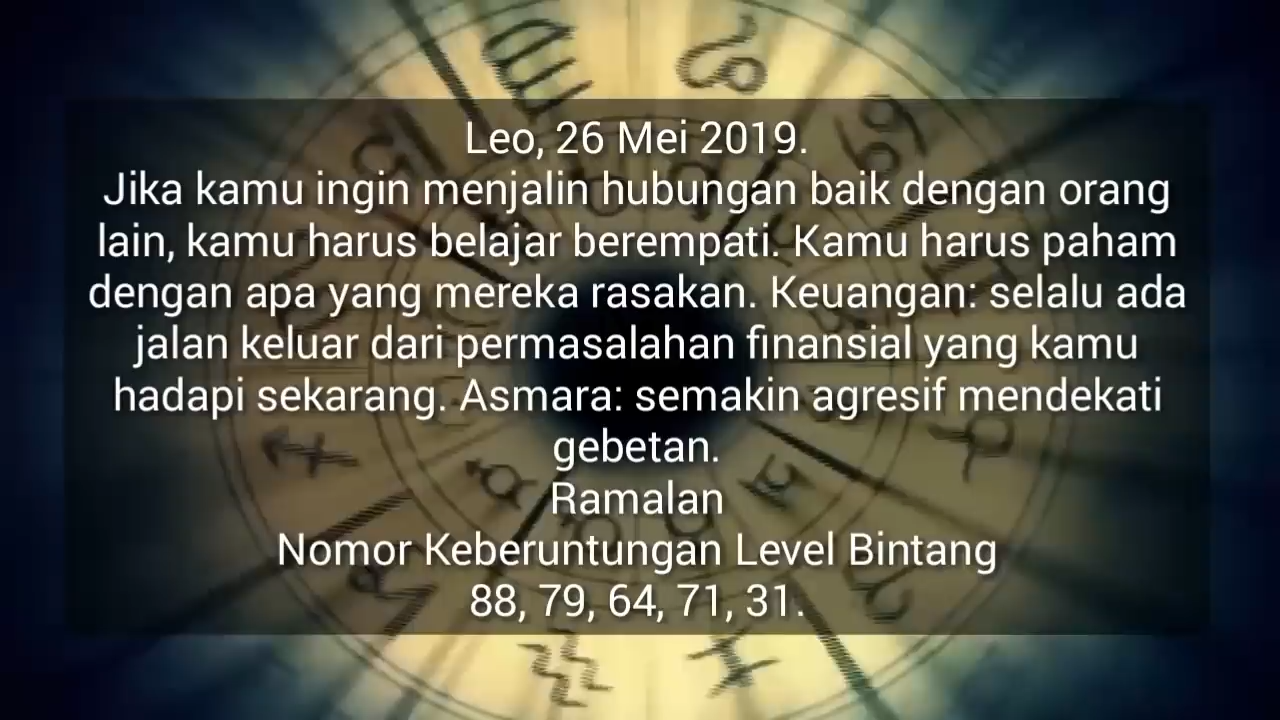 Leo, 26 Mei 2019.
Jika kamu ingin menjalin hubungan baik dengan orang
lain, kamu harus belajar berempati. Kamu harus paham
dengan apa yang mereka rasakan. Keuangan: selalu ada
jalan keluar dari permasalahan finansial yang kamu
hadapi sekarang. Asmara: semakin agresif mendekati
gebetan.
Ramalan
Nomor Keberuntungan Level Bintang
88, 79, 64, 71, 31.